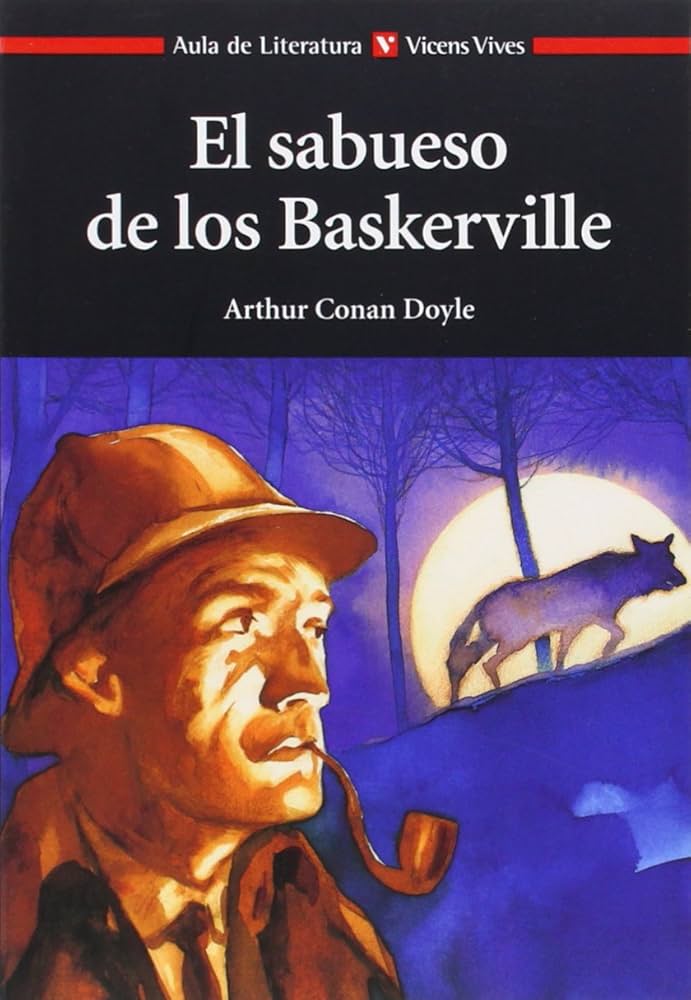 Aula de Literatura Vicens Vives
El sabueso
de los Baskerville
Arthur Conan Doyle